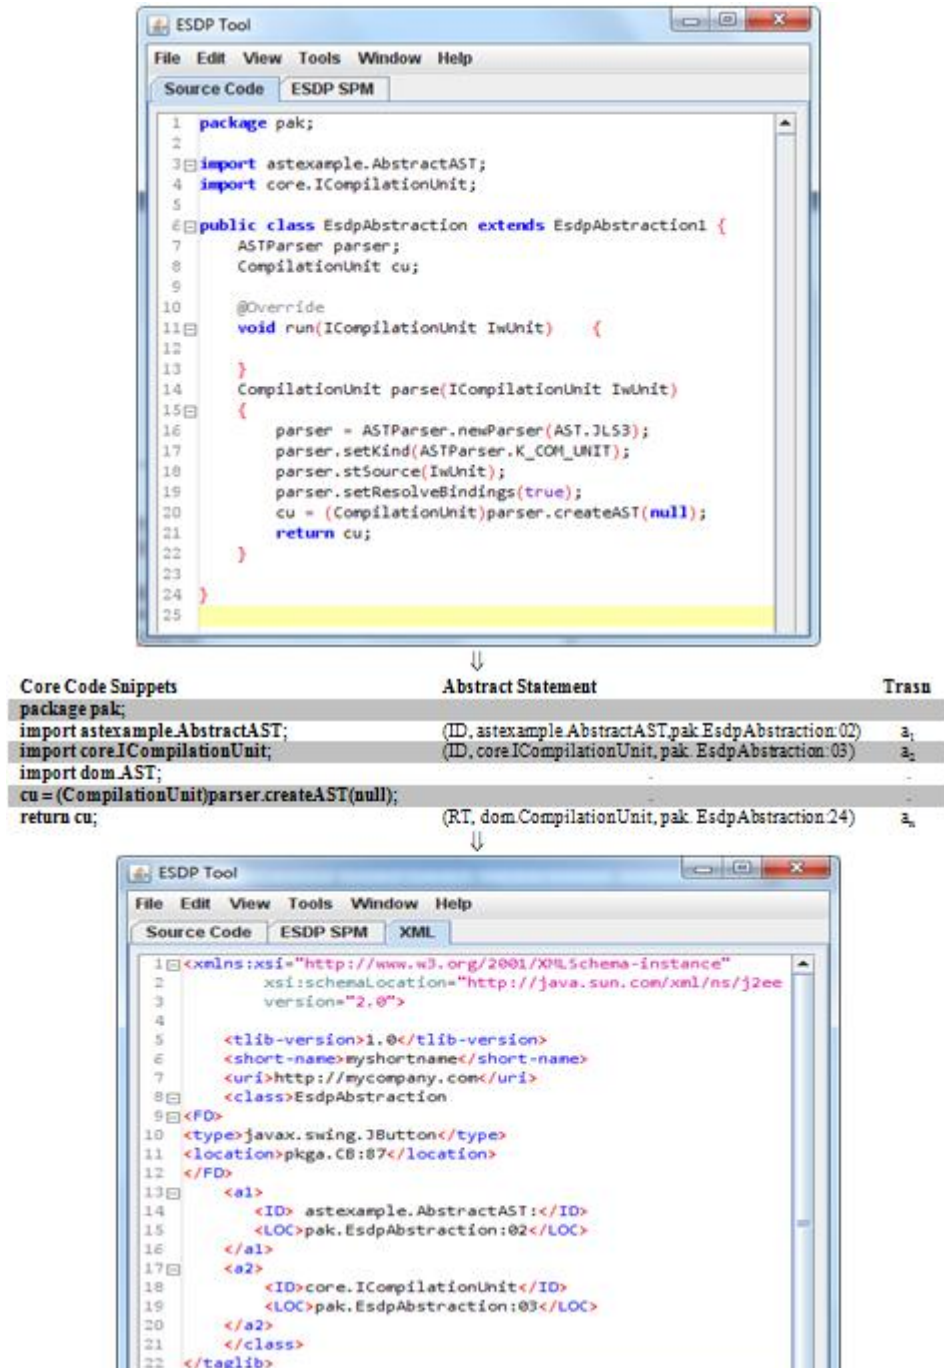 ESDP Tool
File Edit View Tools Window Help
Source Code ESDP SPM
1 package pak;
2
3 import astexample.AbstractAST;
4 import core.ICompilationUnit;
5
6 public class EsdpAbstraction extends EsdpAbstraction1 {
7 ASTParser parser;
8 CompilationUnit cu;
9
10 @Override
11 void run(ICompilationUnit IwUnit) {
12
13 }
14 CompilationUnit parse(ICompilationUnit IwUnit)
15 {
16 parser = ASTParser.newParser(AST.JLS3);
17 parser.setKind(ASTParser.K_COM_UNIT);
18 parser.stSource(IwUnit);
19 parser.setResolveBindings(true);
20 cu = (CompilationUnit)parser.createAST(null);
21 return cu;
22 }
23
24 }
25
⇓
Core Code Snippets Abstract Statement Trasn
package pak;
import astexample.AbstractAST; (ID, astexample.AbstractAST,pak.EsdpAbstraction:02) a1
import core.ICompilationUnit; (ID, core.ICompilationUnit, pak. EsdpAbstraction:03) a2
import dom.AST; . .
cu = (CompilationUnit)parser.createAST(null); . .
return cu; (RT, dom.CompilationUnit, pak. EsdpAbstraction:24) an
⇓
ESDP Tool
File Edit View Tools Window Help
Source Code ESDP SPM XML
1 <xmlns:xsi="http://www.w3.org/2001/XMLSchema-instance"
2 xsi:schemaLocation="http://java.sun.com/xml/ns/j2ee
3 version="2.0">
4
5 <tlib-version>1.0</tlib-version>
6 <short-name>myshortname</short-name>
7 <uri>http://mycompany.com</uri>
8 <class>EsdpAbstraction
9 <FD>
10 <type>javax.swing.JButton</type>
11 <location>pkga.CB:87</location>
12 </FD>
13 <a1>
14 <ID> astexample.AbstractAST:</ID>
15 <LOC>pak.EsdpAbstraction:02</LOC>
16 </a1>
17 <a2>
18 <ID>core.ICompilationUnit</ID>
19 <LOC>pak.EsdpAbstraction:03</LOC>
20 </a2>
21 </class>
22 </taglib>